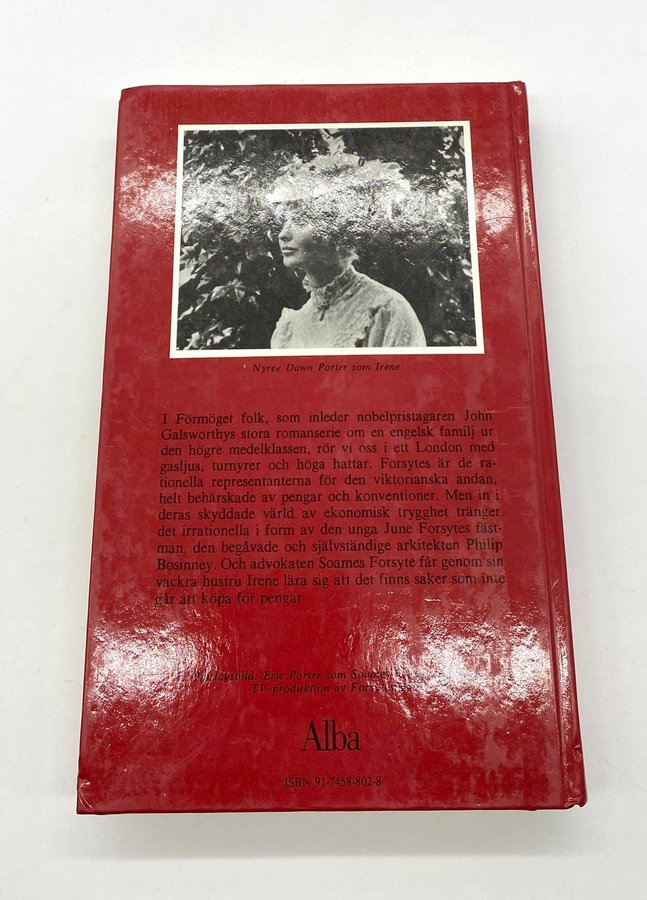 Nyree Dawn Porter som Irene
I Förmöget folk, som inleder nobelpristagaren John
Galsworthys stora romanserie om en engelsk familj ur
den högre medelklassen, rör vi oss i ett London med
gasljus, turnyrer och höga hattar. Forsytes är de ra-
tionella representanterna för den viktorianska andan,
helt behärskade av pengar och konventioner. Men in i
deras skyddade värld av ekonomisk trygghet tränger
det irrationella i form av den unga June Forsytes fäst-
man, den begåvade och självständige arkitekten Philip
Bosinney. Och advokaten Soames Forsyte får genom sin
vackra hustru Irene lära sig att det finns saker som inte
går att köpa för pengar
Eric Porter som Soames
TV-produktion av
Alba
ISBN 91-7458-802-8